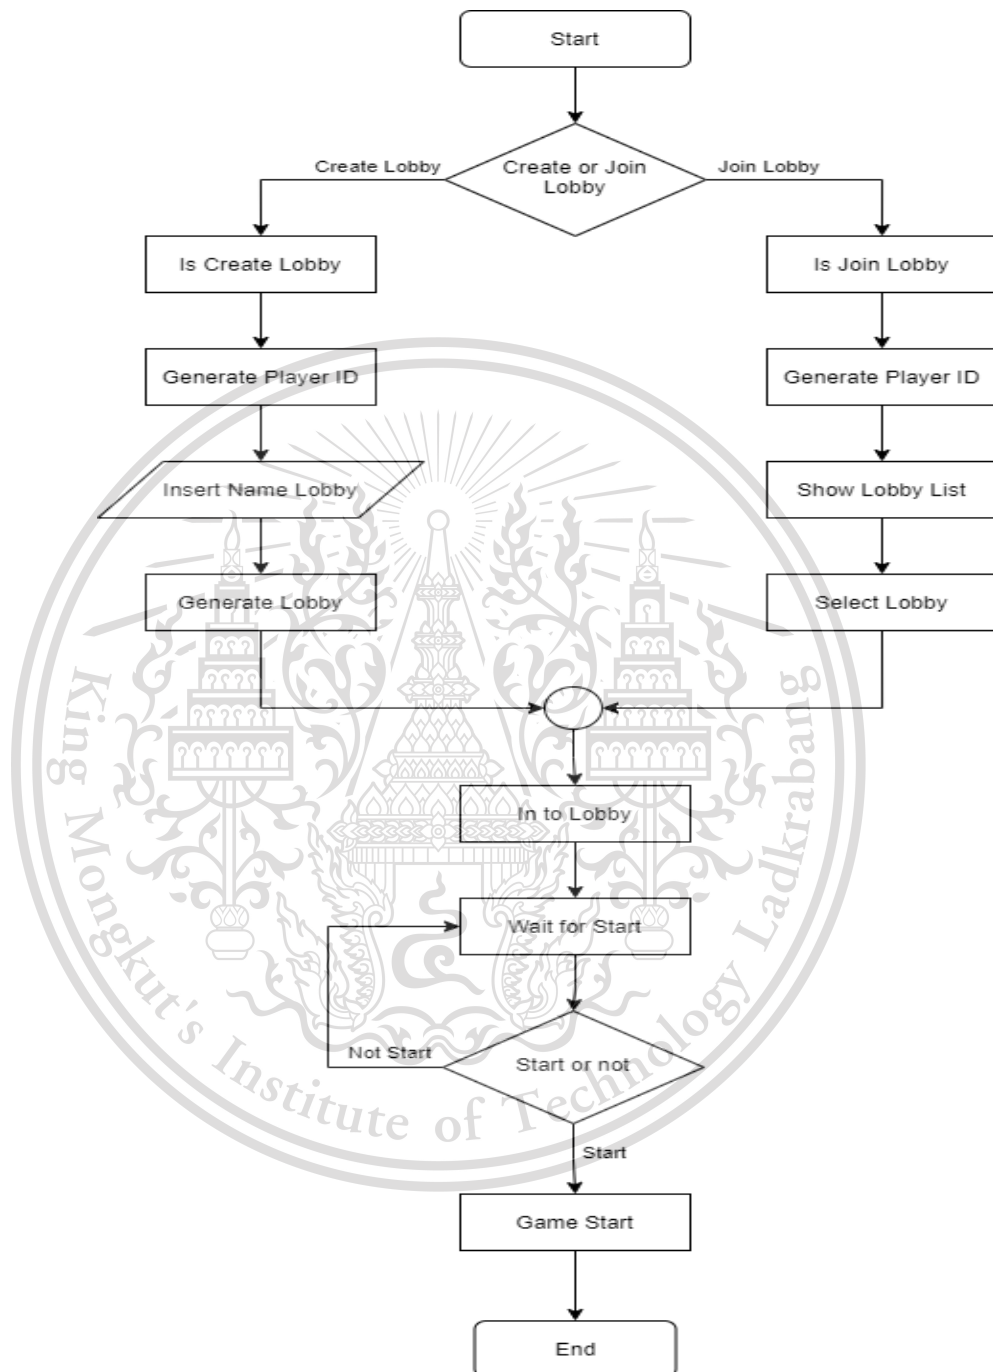 Start
Create or Join
Lobby
Create Lobby
Join Lobby
Is Create Lobby
Is Join Lobby
Generate Player ID
Generate Player ID
Insert Name Lobby
Show Lobby List
Generate Lobby
Select Lobby
In to Lobby
Wait for Start
Start or not
Not Start
Start
Game Start
End
King Mongkut's Institute of Technology Ladkrabang